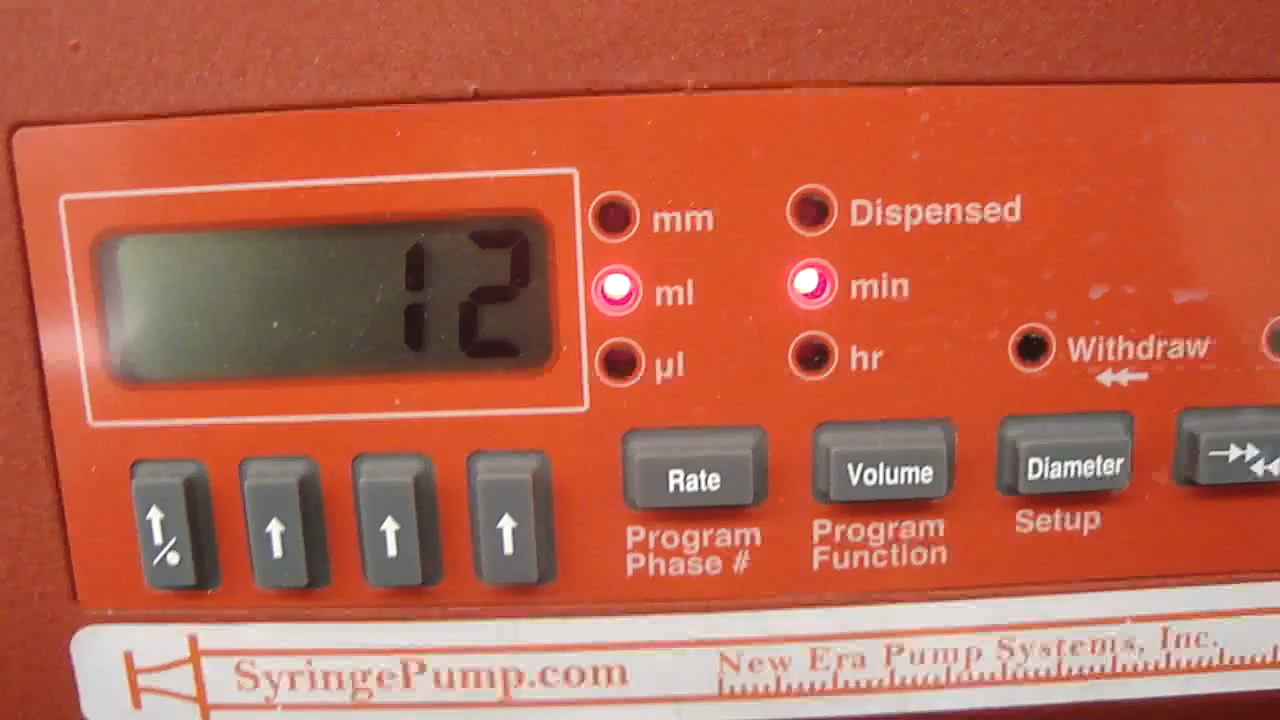 12
mm
ml
µl
Dispensed
min
hr
Withdraw
Rate
Volume
Diameter
Program
Phase #
Program
Function
Setup
SyringePump.com
New Era Pump Systems, Inc.